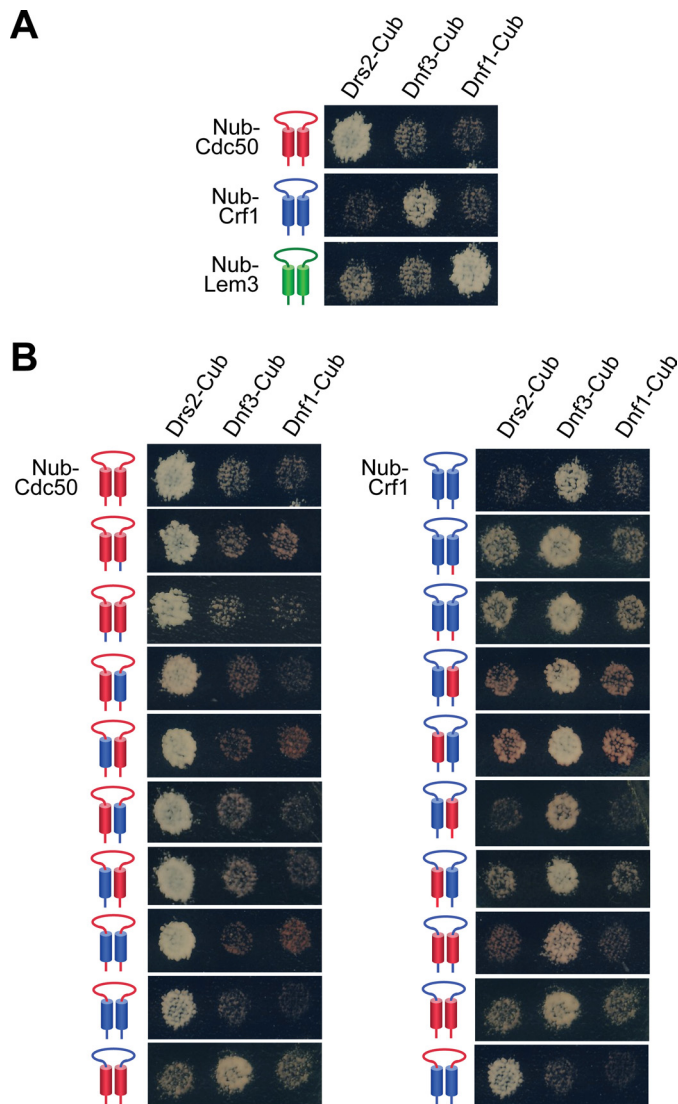 A
Drs2-Cub
Dnf3-Cub
Dnf1-Cub
Nub-
Cdc50
Nub-
Crf1
Nub-
Lem3
B
Drs2-Cub
Dnf3-Cub
Dnf1-Cub
Drs2-Cub
Dnf3-Cub
Dnf1-Cub
Nub-
Cdc50
Nub-
Crf1